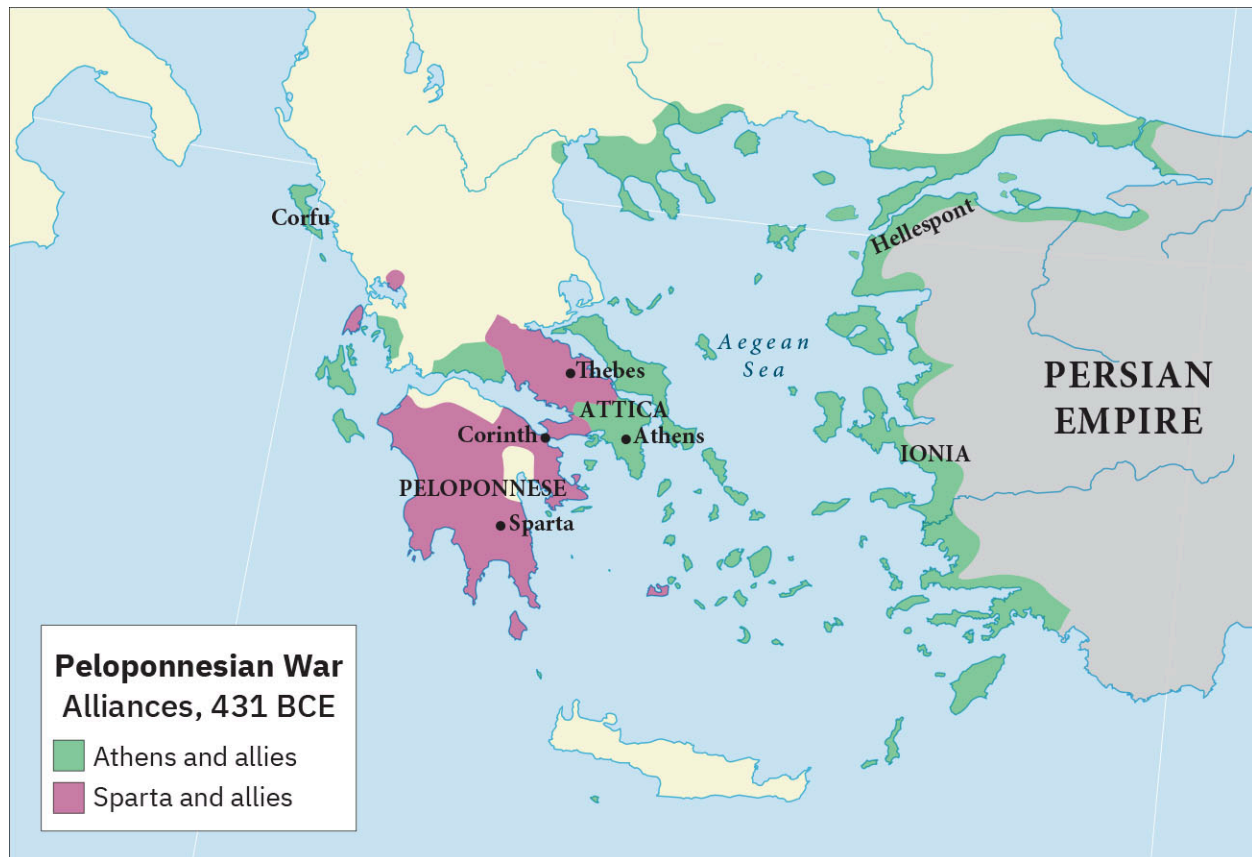 Corfu
Hellespont
Aegean
Sea
Thebes
PERSIAN
EMPIRE
ATTICA
Corinth
Athens
IONIA
PELOPONNESE
Sparta
Peloponnesian War
Alliances, 431 BCE
Athens and allies
Sparta and allies